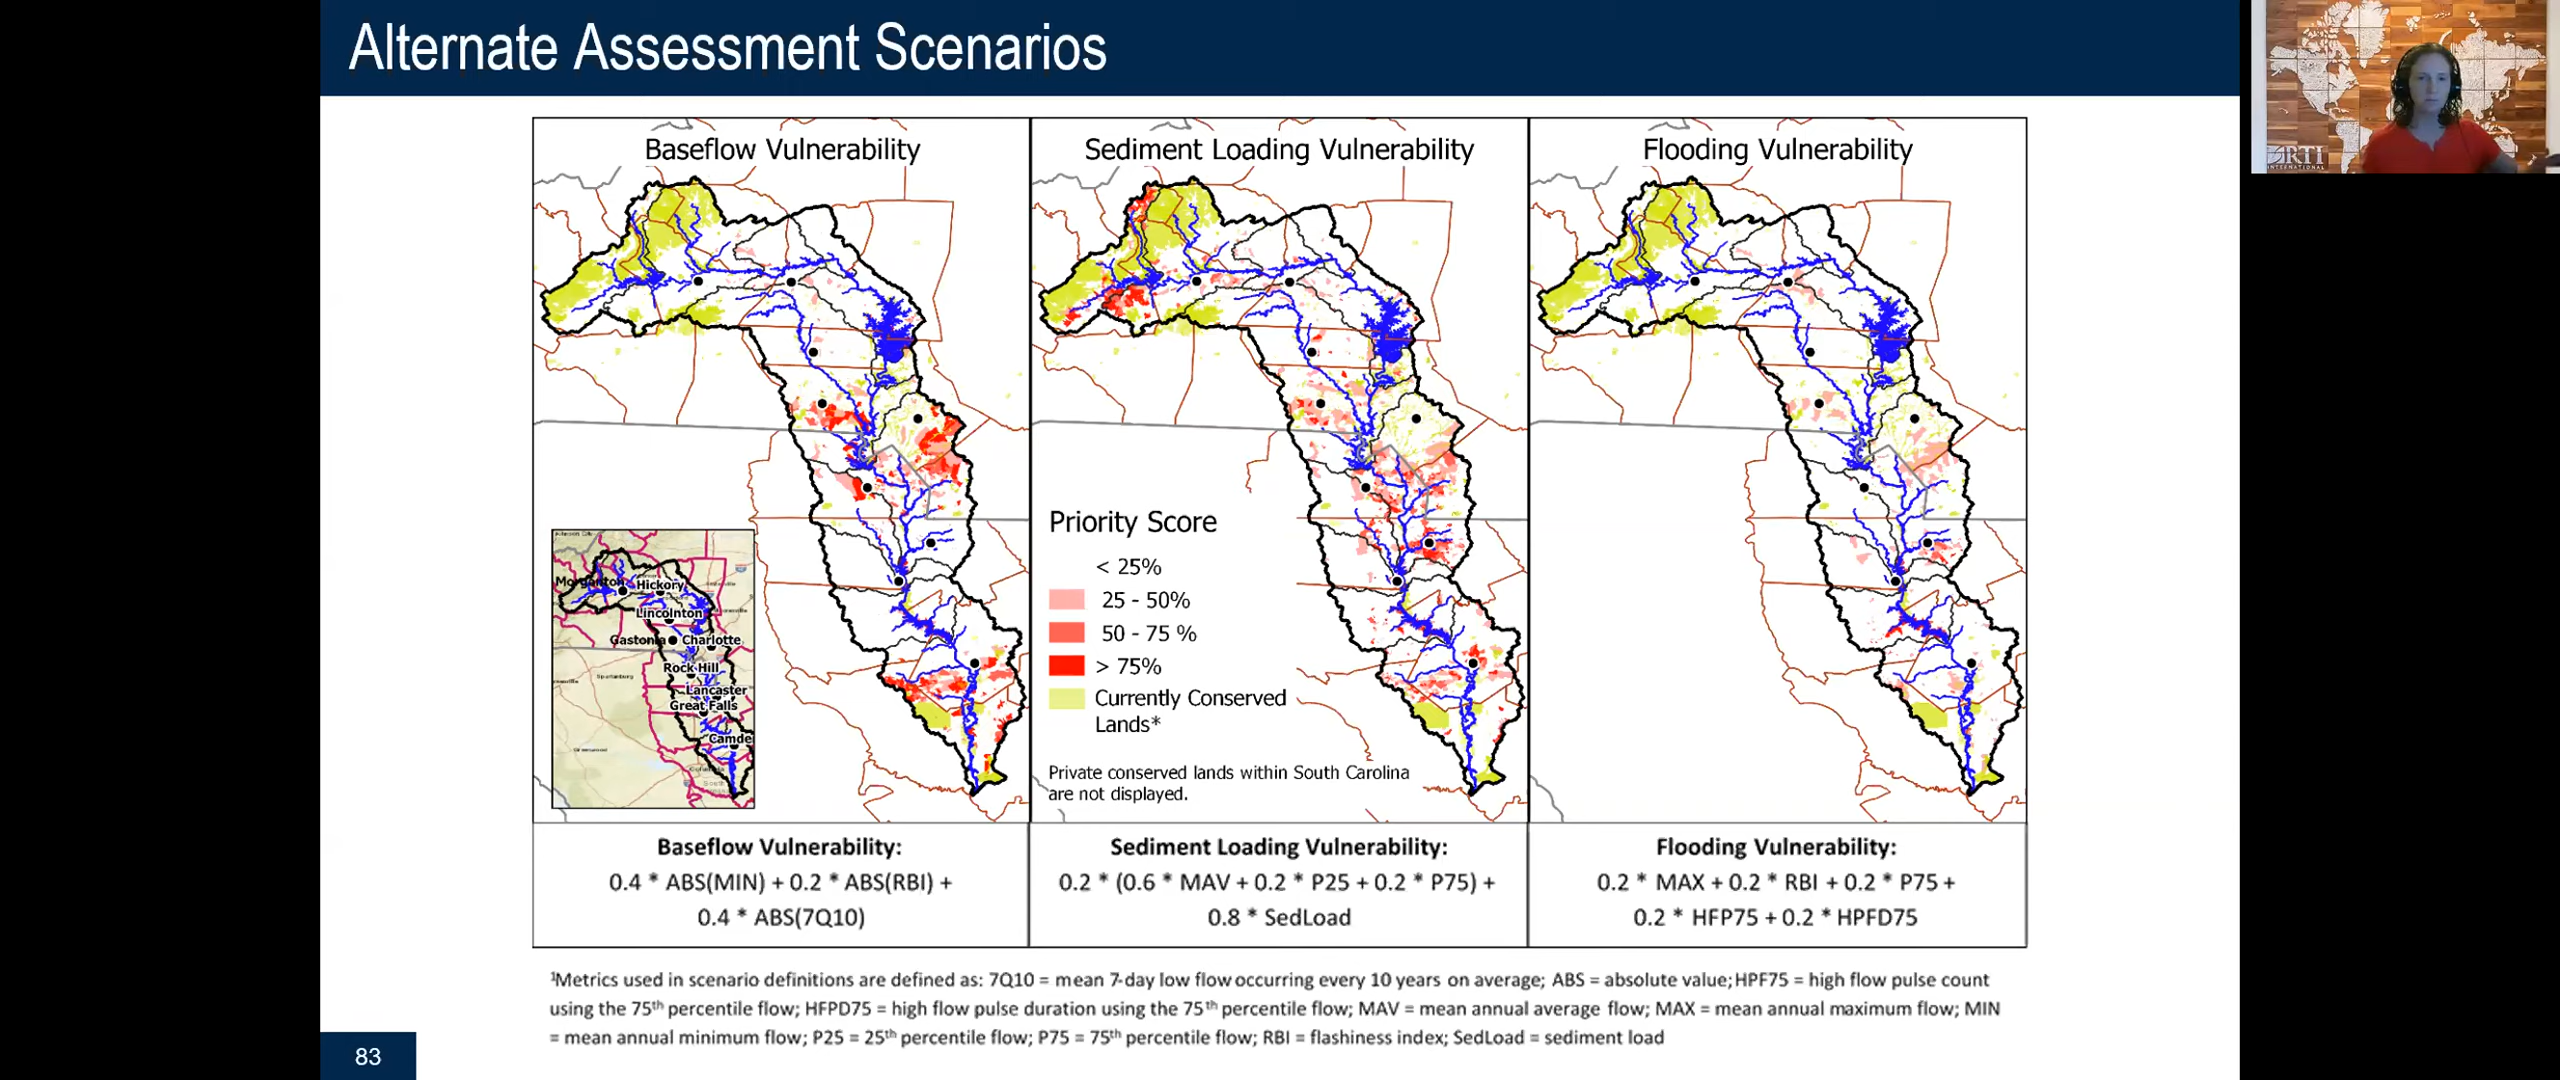 Alternate Assessment Scenarios
RTI
INTERNATIONAL
Baseflow Vulnerability
Sediment Loading Vulnerability
Flooding Vulnerability
Priority Score
< 25%
25 - 50%
50 - 75 %
> 75%
Currently Conserved
Lands*
Private conserved lands within South Carolina
are not displayed.
Morganton
Hickory
Lincolnton
Gastonia
Charlotte
Rock Hill
Lancaster
Great Falls
Camde
Baseflow Vulnerability:
0.4 * ABS(MIN) + 0.2 * ABS(RBI) +
0.4 * ABS(7Q10)
Sediment Loading Vulnerability:
0.2 * (0.6 * MAV + 0.2 * P25 + 0.2 * P75) +
0.8 * SedLoad
Flooding Vulnerability:
0.2 * MAX + 0.2 * RBI + 0.2 * P75 +
0.2 * HFP75 + 0.2 * HPFD75
¹Metrics used in scenario definitions are defined as: 7Q10 = mean 7-day low flow occurring every 10 years on average; ABS = absolute value; HPF75 = high flow pulse count
using the 75th percentile flow; HFPD75 = high flow pulse duration using the 75th percentile flow; MAV = mean annual average flow; MAX = mean annual maximum flow; MIN
= mean annual minimum flow; P25 = 25th percentile flow; P75 = 75th percentile flow; RBI = flashiness index; SedLoad = sediment load
83